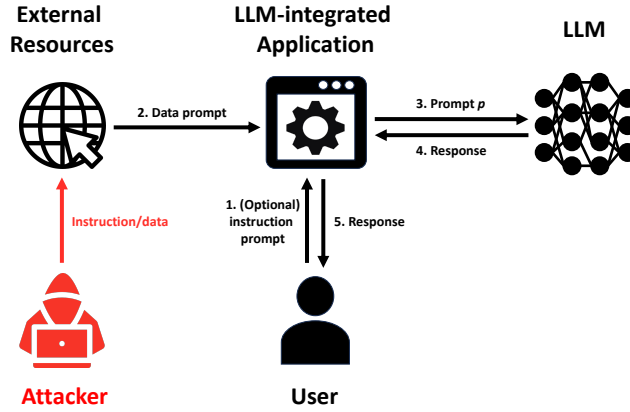 External
Resources
LLM-integrated
Application
LLM
2. Data prompt
3. Prompt p
4. Response
Instruction/data
1. (Optional)
instruction
prompt
5. Response
Attacker
User